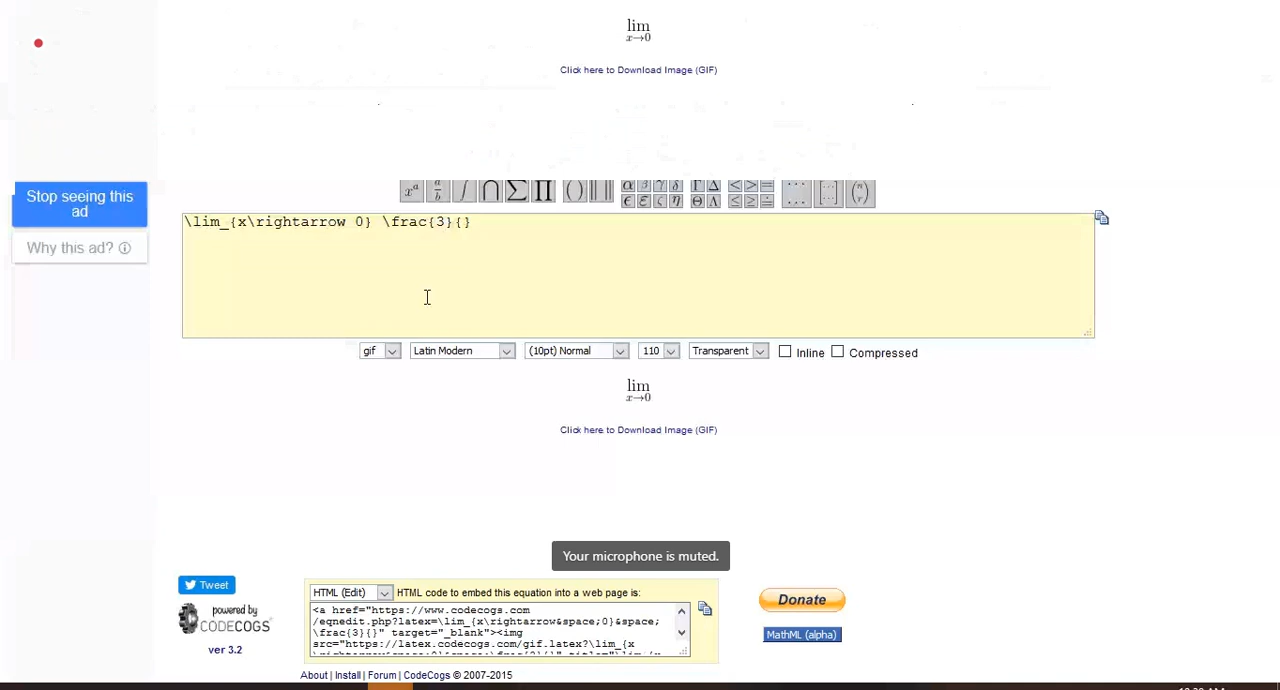 lim
x→0
Click here to Download Image (GIF)
Stop seeing this
ad
Why this ad?
\lim_{x\rightarrow 0} \frac{3}{}
gif Latin Modern (10pt) Normal 110 Transparent Inline Compressed
lim
x→0
Click here to Download Image (GIF)
Your microphone is muted.
Tweet
powered by
CODECOGS
ver 3.2
HTML (Edit) HTML code to embed this equation into a web page is:
<a href="https://www.codecogs.com
/eqnedit.php?latex=\lim_{x\rightarrow&space;0}&space;
\frac{3}{}" target="_blank"><img
src="https://latex.codecogs.com/gif.latex?\lim_{x
Donate
MathML (alpha)
About | Install | Forum | CodeCogs © 2007-2015